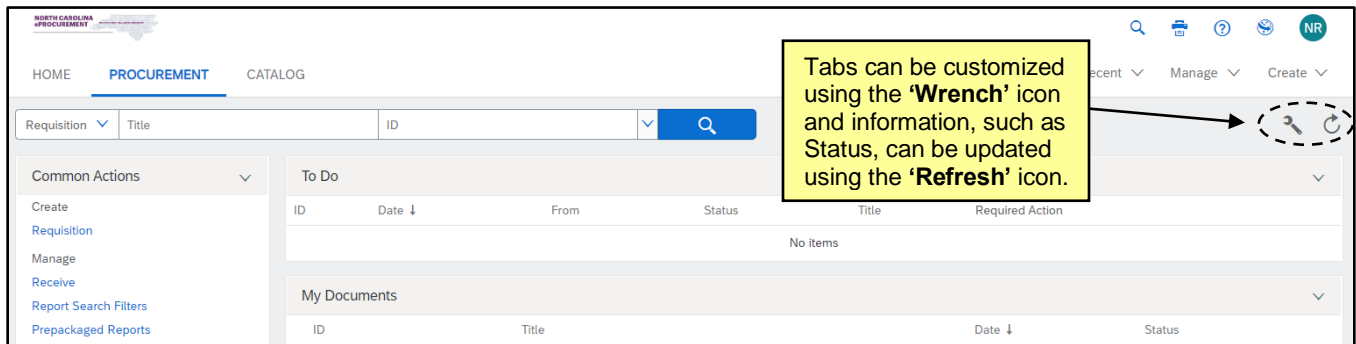 NORTH CAROLINA
ePROCUREMENT
NR
HOME PROCUREMENT CATALOG
ecent Manage Create
Tabs can be customized
using the ‘Wrench’ icon
and information, such as
Status, can be updated
using the ‘Refresh’ icon.
Requisition Title ID
Common Actions
Create
Requisition
Manage
Receive
Report Search Filters
Prepackaged Reports
To Do
ID Date ↓ From Status Title Required Action
No items
My Documents
ID Title Date ↓ Status